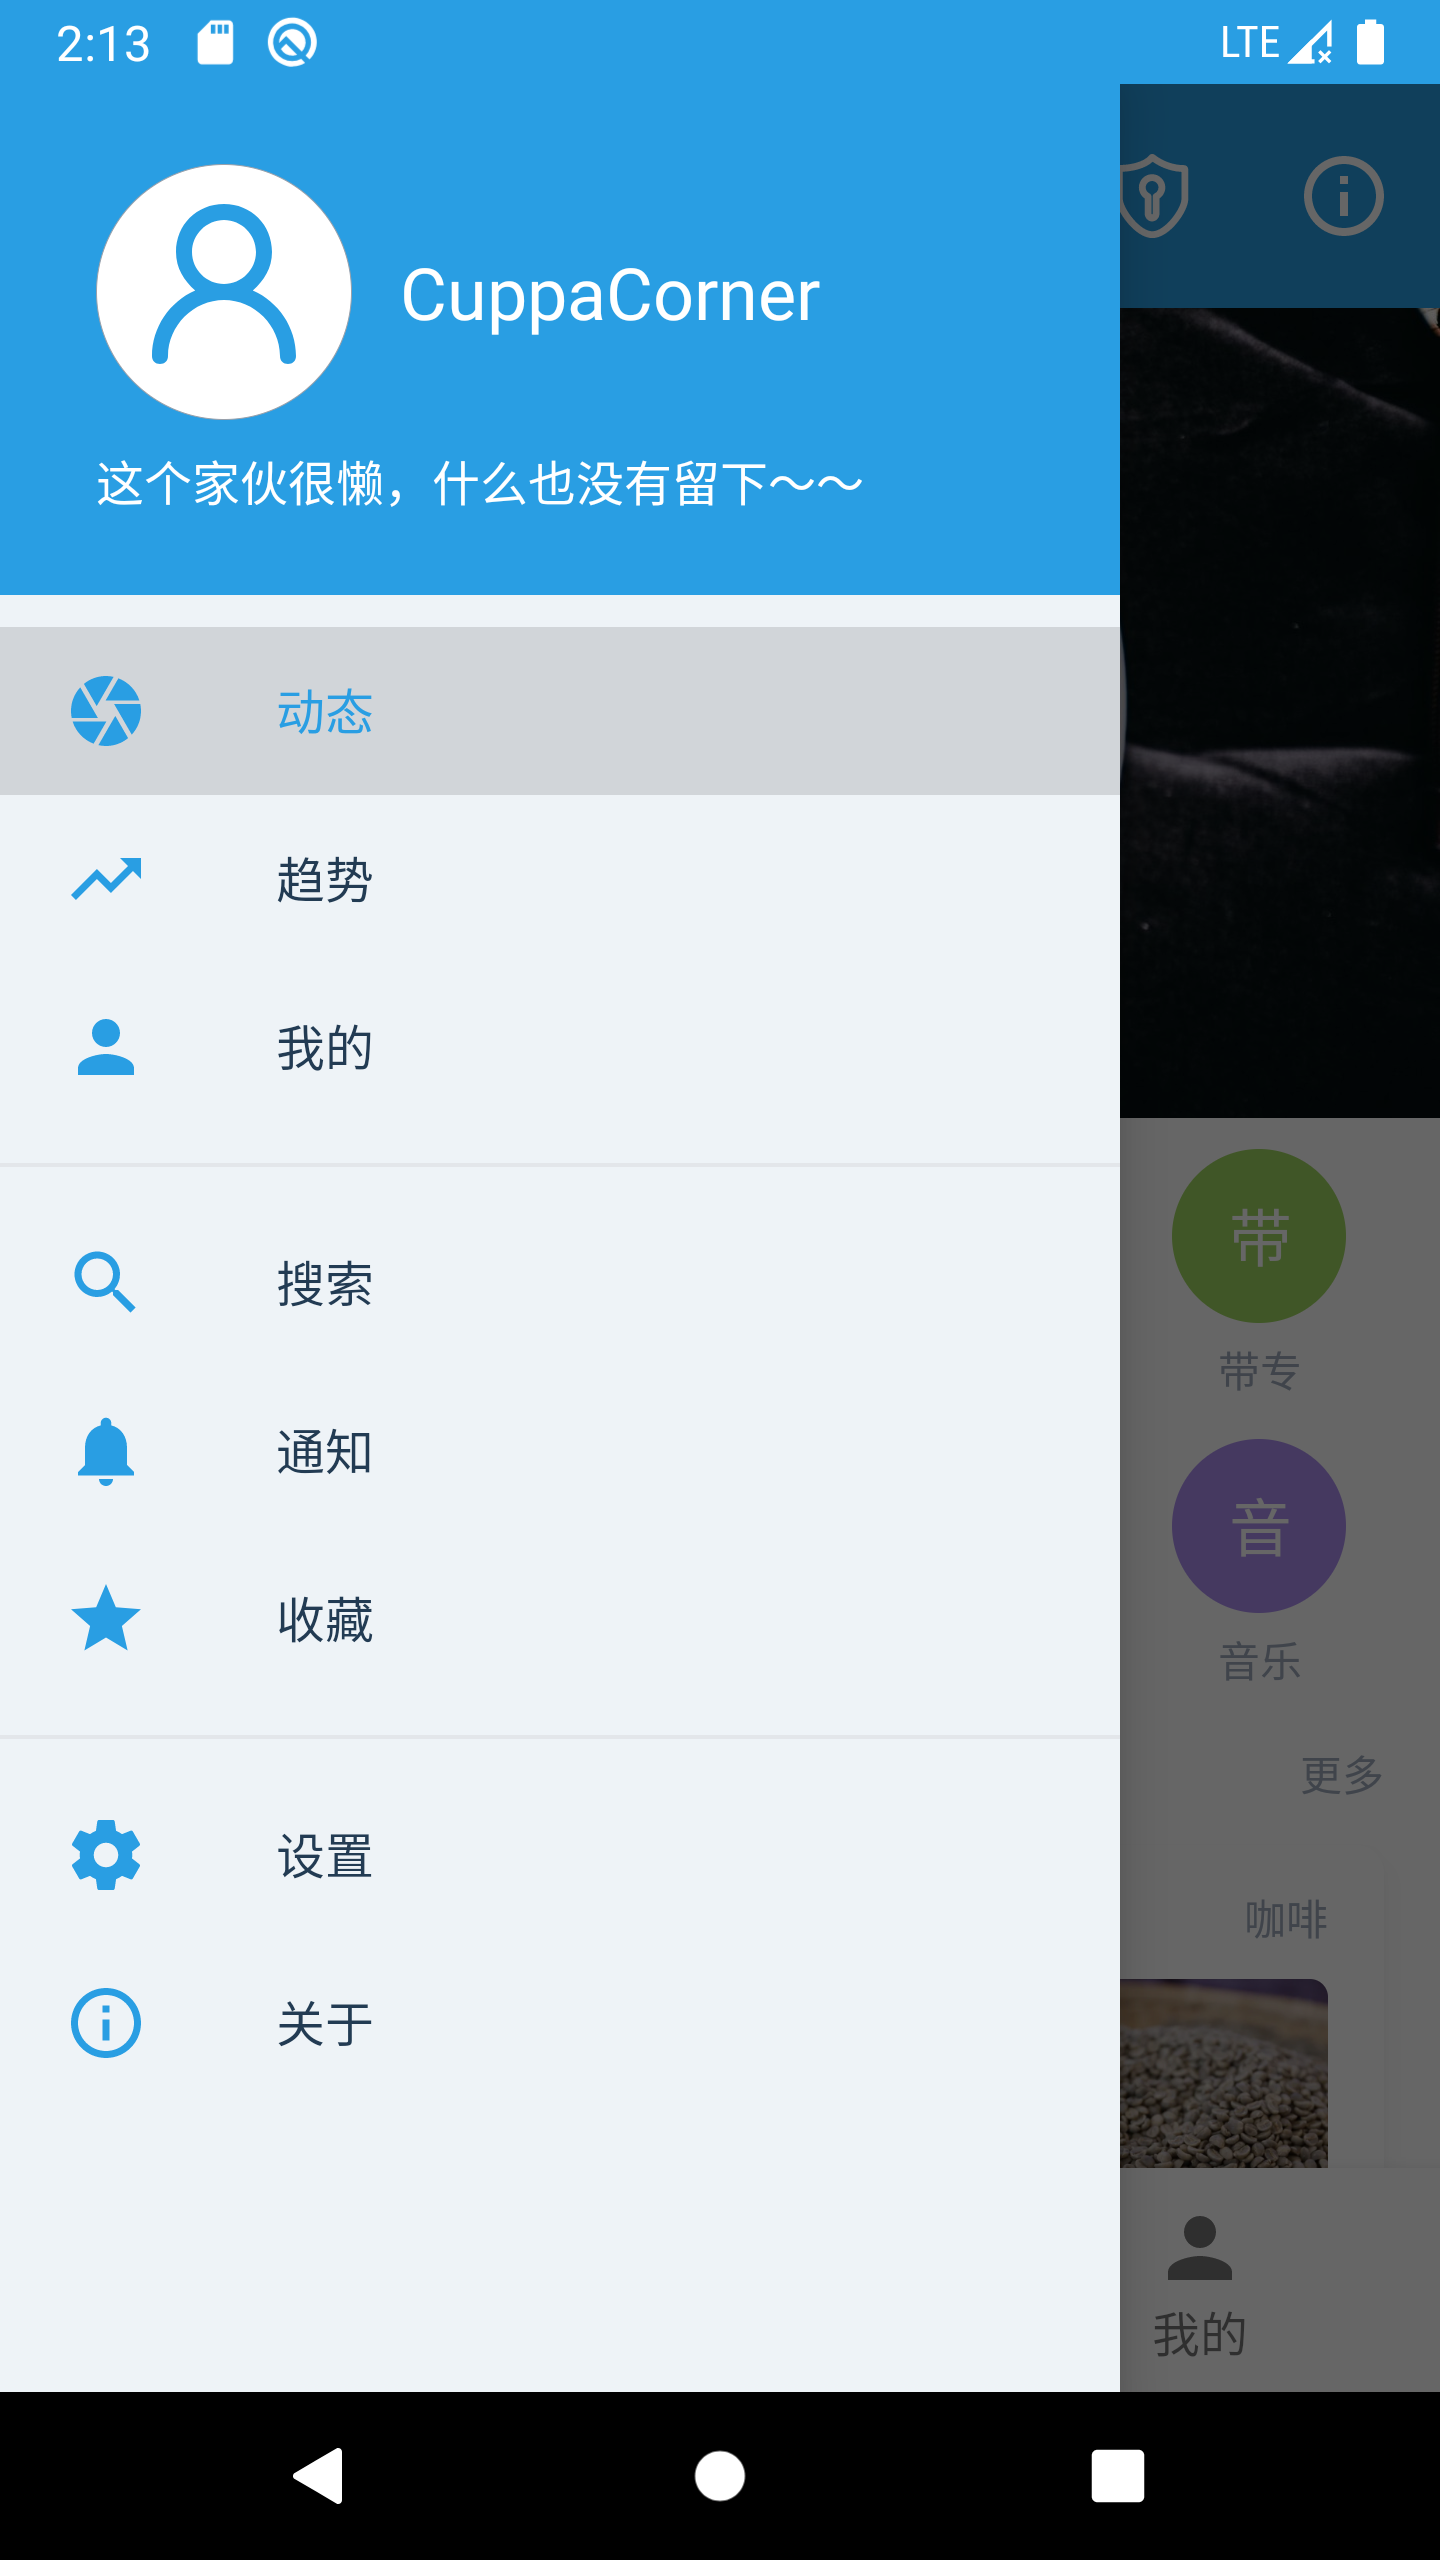 2:13
LTE
CuppaCorner
这个家伙很懒，什么也没有留下～～
动态
趋势
我的
搜索
通知
收藏
设置
关于
带
带专
音
音乐
更多
咖啡
我的